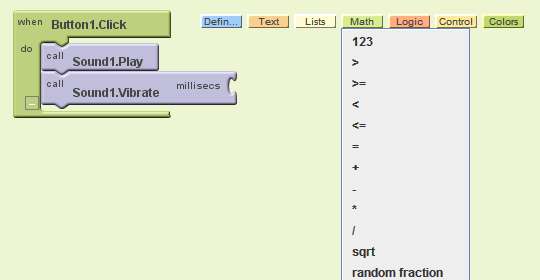 when Button1.Click
do
call Sound1.Play
call Sound1.Vibrate millisecs
Defin... Text Lists Math Logic Control Colors
123
>
>=
<
<=
=
+
-
*
/
sqrt
random fraction